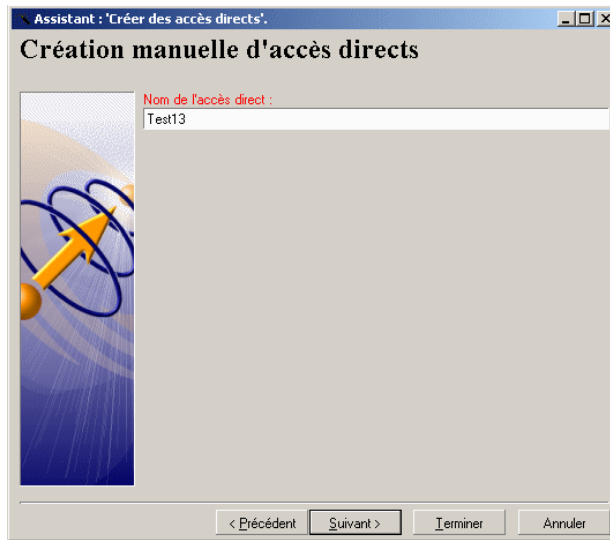 Assistant : 'Créer des accès directs'.
Création manuelle d'accès directs
Nom de l'accès direct :
Test13
< Précédent
Suivant >
Terminer
Annuler